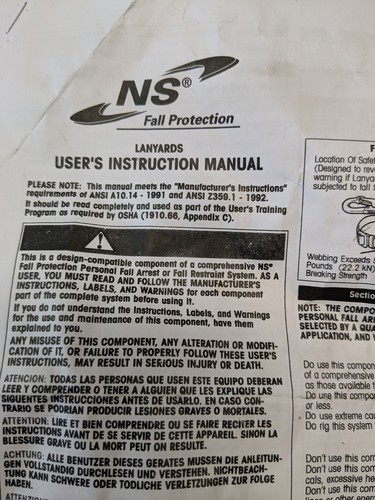 NS®
Fall Protection
LANYARDS
USER'S INSTRUCTION MANUAL
PLEASE NOTE: This manual meets the "Manufacturer's Instructions"
requirements of ANSI A10.14 - 1991 and ANSI Z359.1 - 1992.
It should be read completely and used as part of the User's Training
Program as required by OSHA (1910.66, Appendix C).
This is a design-compatible component of a comprehensive NS®
Fall Protection Personal Fall Arrest or Fall Restraint System. AS A
USER, YOU MUST READ AND FOLLOW THE MANUFACTURER'S
INSTRUCTIONS, LABELS, AND WARNINGS for each component
part of the complete system before using it.
If you do not understand the Instructions, Labels, and Warnings
for the use and maintenance of this component, have them
explained to you.
ANY MISUSE OF THIS COMPONENT, ANY ALTERATION OR MODIFI-
CATION OF IT, OR FAILURE TO PROPERLY FOLLOW THESE USER'S
INSTRUCTIONS, MAY RESULT IN SERIOUS INJURY OR DEATH.
ATENCION: TODAS LAS PERSONAS QUE USEN ESTE EQUIPO DEBERAN
LEER Y COMPRENDER O TENER A ALGUIEN QUE LES EXPLIQUE LAS
SIGUIENTES INSTRUCCIONES ANTES DE USARLO. EN CASO CON-
TRARIO SE PODRIAN PRODUCIR LESIONES GRAVES O MORTALES.
ATTENTION: LIRE ET BIEN COMPRENDRE OU SE FAIRE RECITER LES
INSTRUCTIONS AVANT DE SE SERVIR DE CETTE APPAREIL. SINON LA
BLESSURE GRAVE OU LA MORT PEUT ON RESULTE.
ACHTUNG: ALLE BENUTZER DIESES GERATES MUSSEN DIE ANLEITUN-
GEN VOLLSTANDIG DURCHLESEN UND VERSTEHEN. NICHTBEACH-
TUNG KANN SCHWERE ODER TODLICHE VERLETZUNGEN ZUR FOLGE
HABEN.
Location Of Safet
(Designed to reve
warning if Lanya
subjected to fall
Webbing Exceeds
Pounds (22.2 kN)
Breaking Strength
Sectio
NOTE: THE COMPO
PERSONAL FALL AR
SELECTED BY A QUA
APPLICATION, AND
Do use this compon
of a comprehensive
as those available t
Do use this compo
or less.
Do use extreme cau
Do rig this system
Don't use this com
Don't use this com
cals, excessive he
Don't use this com